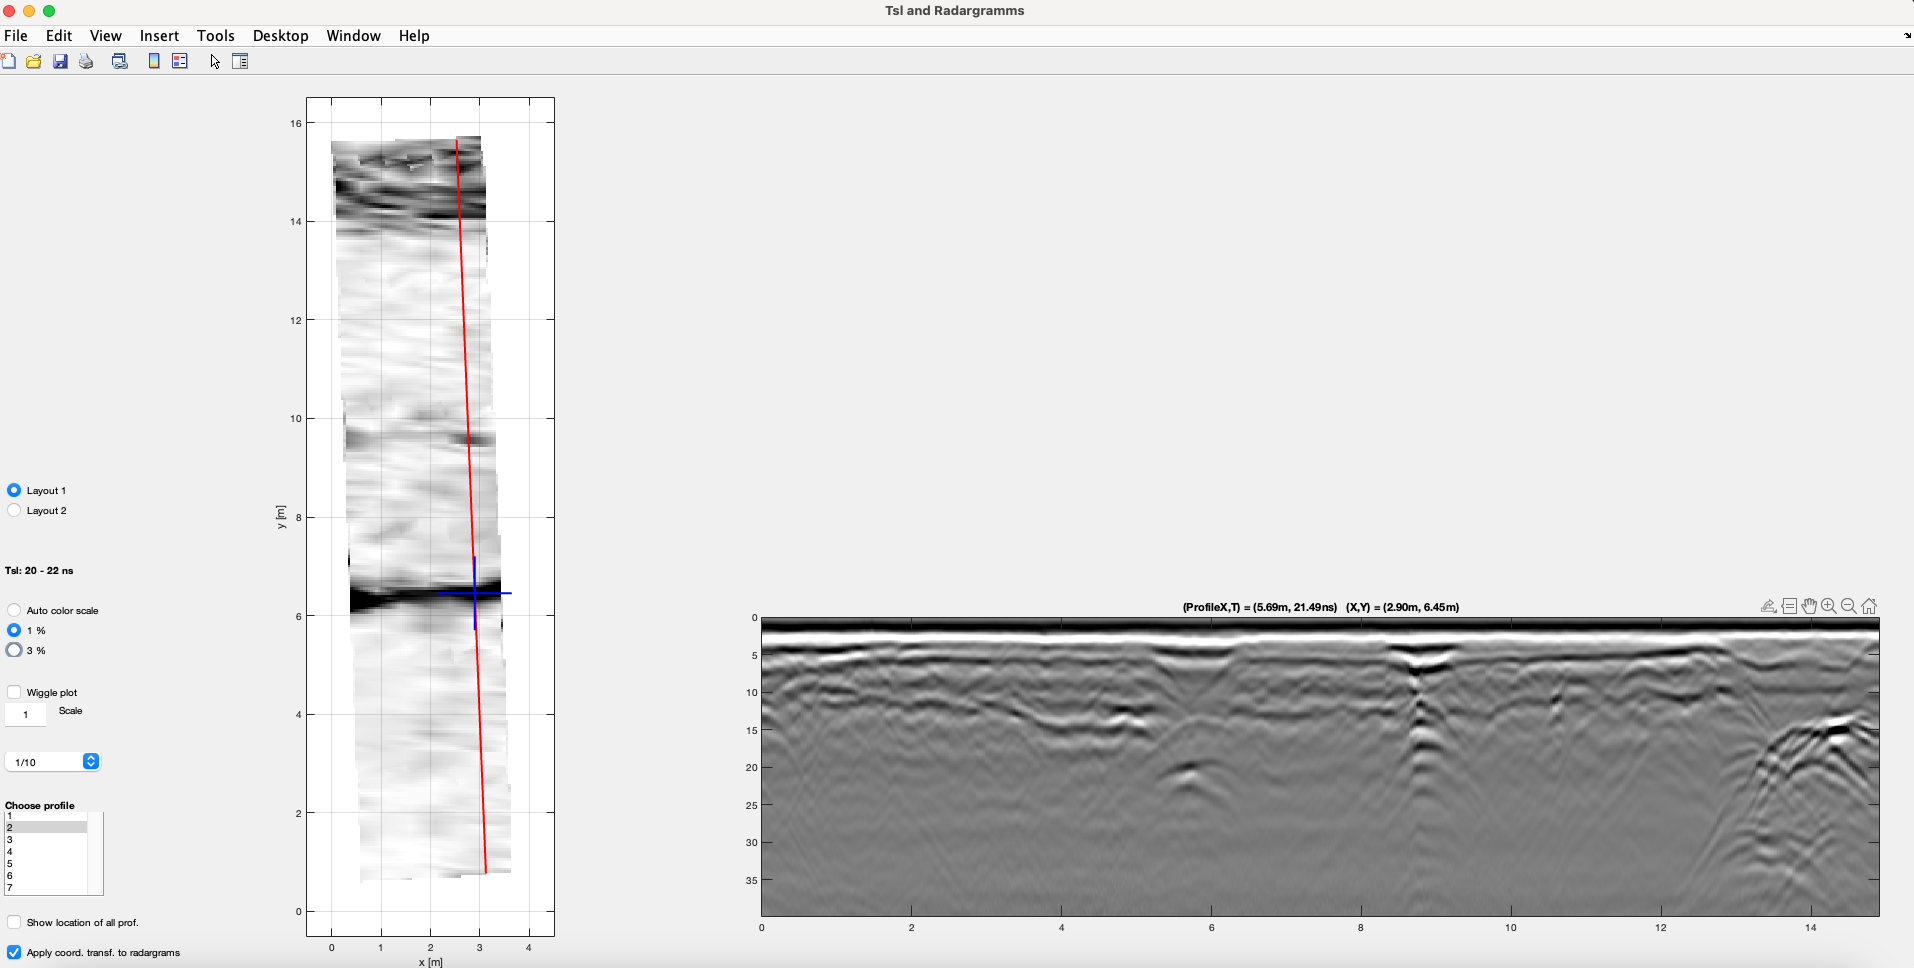 Tsl and Radargramms
File Edit View Insert Tools Desktop Window Help
16
14
12
10
8
6
4
2
0
y [m]
0 1 2 3 4
x [m]
Layout 1
Layout 2
Tsl: 20 - 22 ns
Auto color scale
1 %
3 %
Wiggle plot
1 Scale
1/10
Choose profile
1
2
3
4
5
6
7
Show location of all prof.
Apply coord. transf. to radargrams
(ProfileX,T) = (5.69m, 21.49ns) (X,Y) = (2.90m, 6.45m)
0
5
10
15
20
25
30
35
0 2 4 6 8 10 12 14